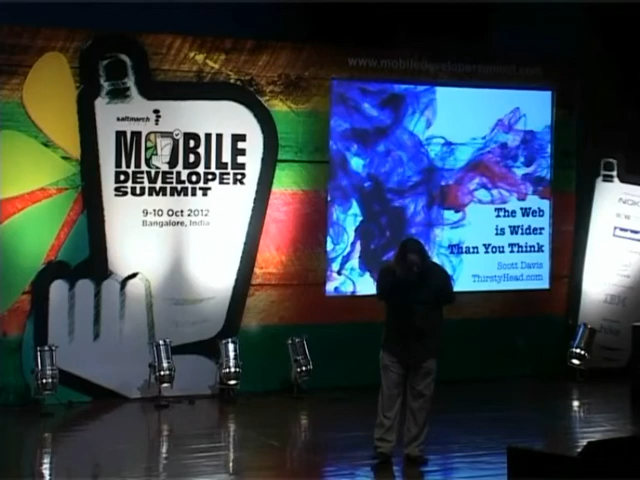 www.mobiledevelopersummit.com
saltmarch
MOBILE
DEVELOPER
SUMMIT
9-10 Oct 2012
Bangalore, India
The Web
is Wider
Than You Think
Scott Davis
ThirstyHead.com
IBM